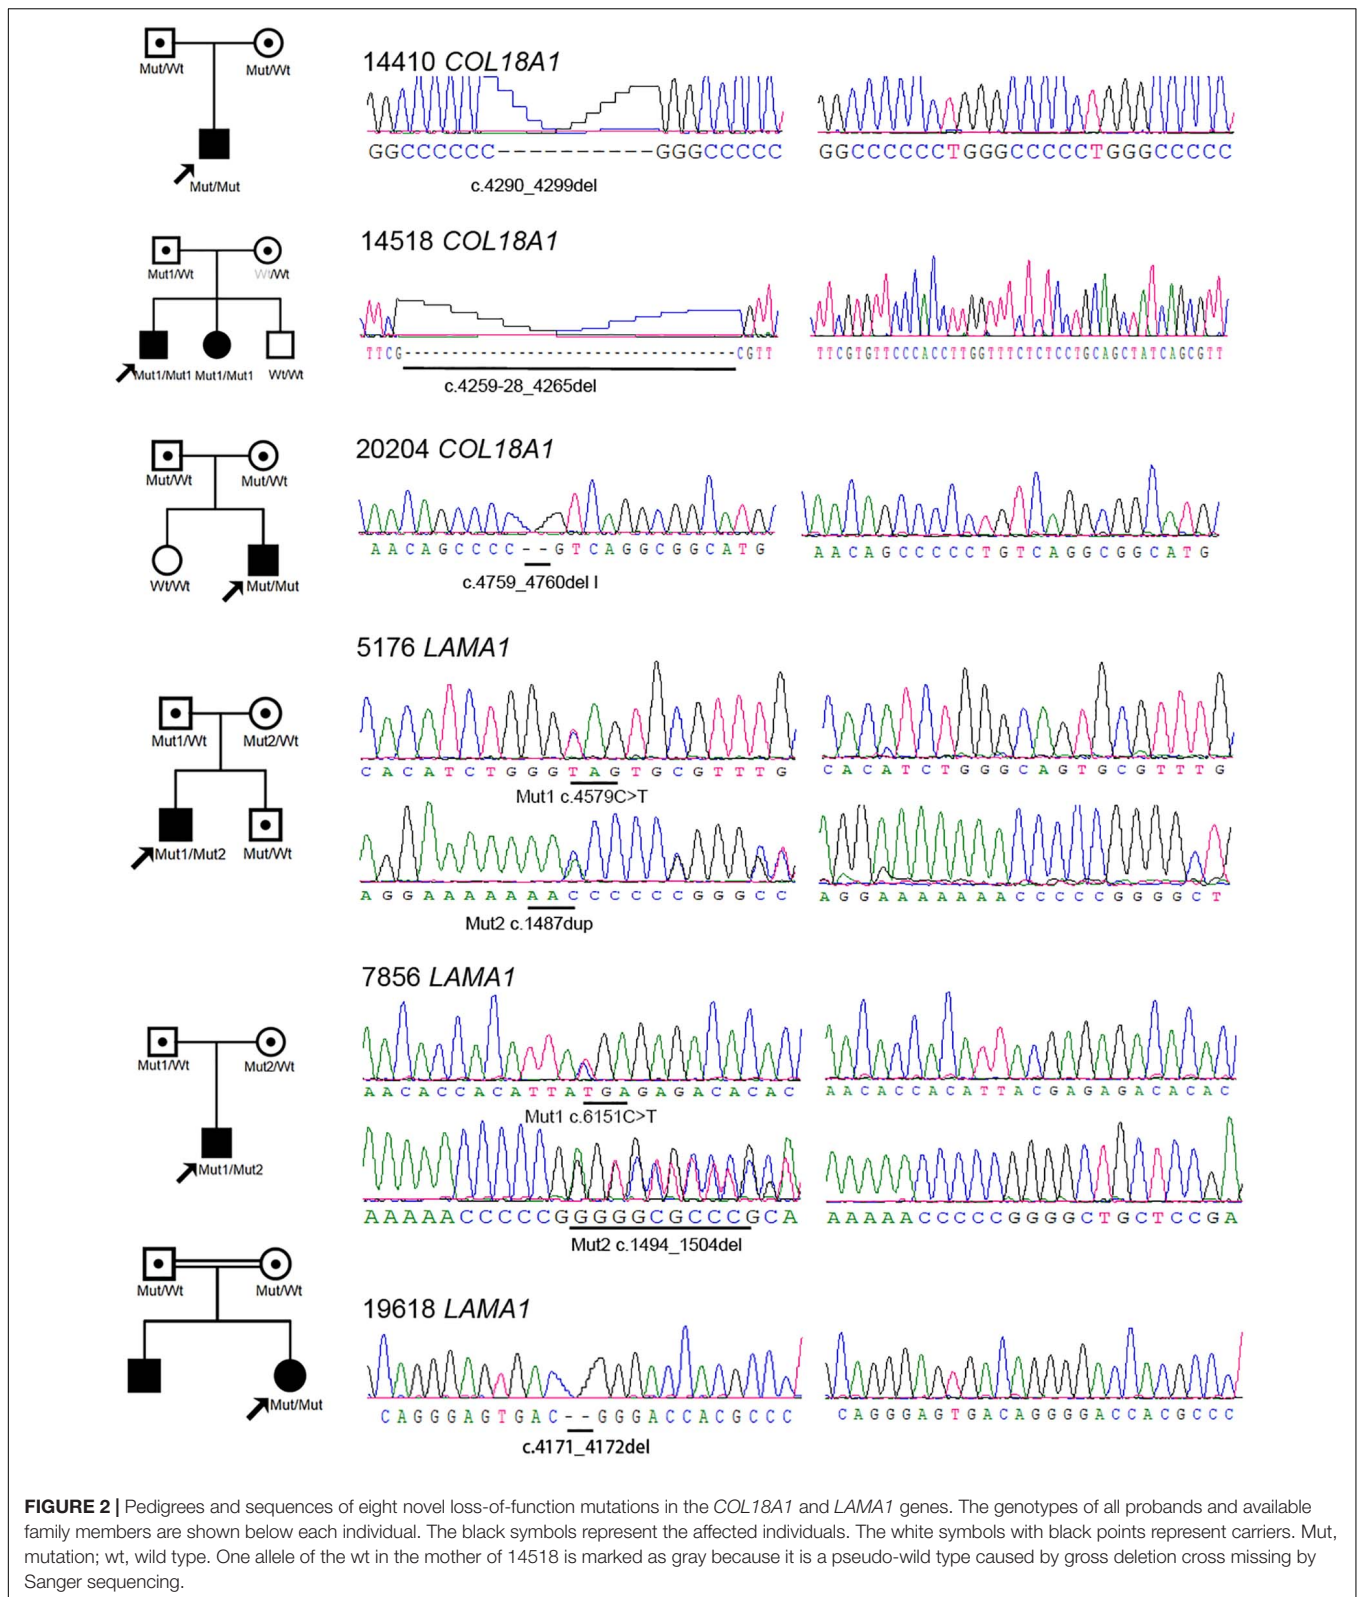 14410 COL18A1
Mut/Wt Mut/Wt
Mut/Mut
GGCCCCCC----------GGGCCCCC
GGCCCCCCTGGGCCCCCTGGGCCCCC
c.4290_4299del
14518 COL18A1
Mut1/Wt Wt/Wt
Mut1/Mut1 Mut1/Mut1 Wt/Wt
TTCGTGTTCCCACCTTGGTTTCTCTCCTGCAGCTATCAGCGTT
c.4259-28_4265del
20204 COL18A1
Mut/Wt Mut/Wt
Wt/Wt Mut/Mut
AACAGCCCC--GTCAGGCGGCATG
AACAGCCCCCTGTCAGGCGGCATG
c.4759_4760del I
5176 LAMA1
Mut1/Wt Mut2/Wt
Mut1/Mut2 Mut/Wt
CACATCTGGGTAGTGCGTTTG
CACATCTGGGCAGTGCGTTTG
Mut1 c.4579C>T
AGGAAAAAAACCCCCCGGGCC
AGGAAAAAAACCCCCGGGGCT
Mut2 c.1487dup
7856 LAMA1
Mut1/Wt Mut2/Wt
Mut1/Mut2
AACACCACATTATGAGAGACACAC
AACACCACATTACGAGAGACACAC
Mut1 c.6151C>T
AAAAACCCCCGGGGGCGCCCGCA
AAAAACCCCCGGGGCTGCTCCGA
Mut2 c.1494_1504del
19618 LAMA1
Mut/Wt Mut/Wt
Mut/Mut
CAGGGAGTGAC--GGGACCACGCCC
CAGGGAGTGACAGGGGACCACGCCC
c.4171_4172del
FIGURE 2 | Pedigrees and sequences of eight novel loss-of-function mutations in the COL18A1 and LAMA1 genes. The genotypes of all probands and available
family members are shown below each individual. The black symbols represent the affected individuals. The white symbols with black points represent carriers. Mut,
mutation; wt, wild type. One allele of the wt in the mother of 14518 is marked as gray because it is a pseudo-wild type caused by gross deletion cross missing by
Sanger sequencing.